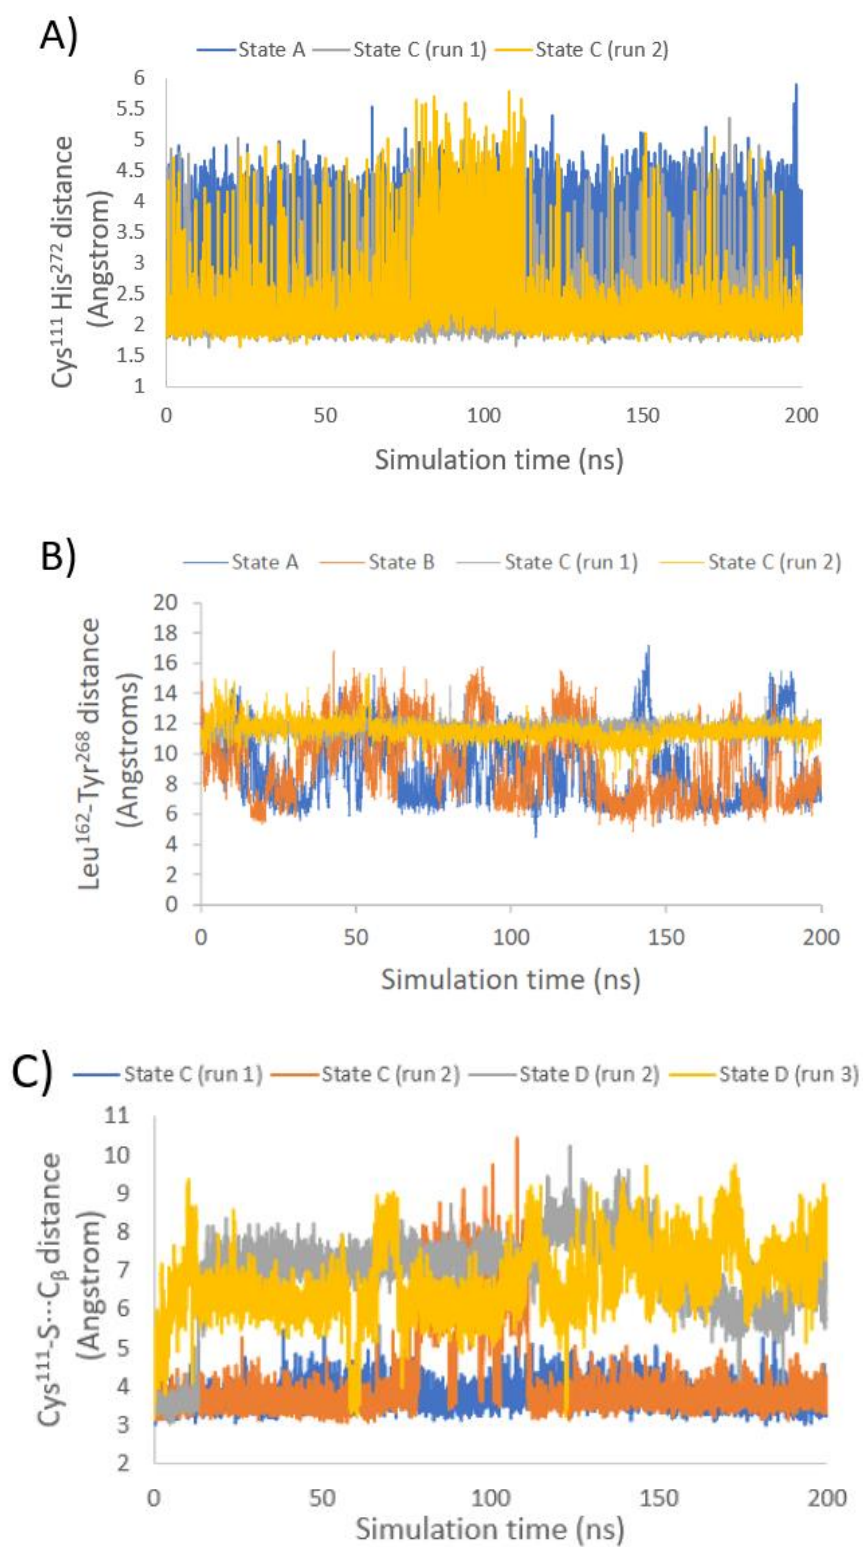 A)
State A State C (run 1) State C (run 2)
6
5.5
5
4.5
4
3.5
3
2.5
2
1.5
1
Cys¹¹¹ His²⁷² distance
(Angstrom)
0 50 100 150 200
Simulation time (ns)
B)
State A State B State C (run 1) State C (run 2)
20
18
16
14
12
10
8
6
4
2
0
Leu¹⁶²-Tyr²⁶⁸ distance
(Angstroms)
0 50 100 150 200
Simulation time (ns)
C)
State C (run 1) State C (run 2) State D (run 2) State D (run 3)
11
10
9
8
7
6
5
4
3
2
Cys¹¹¹-S···Cᵦ distance
(Angstrom)
0 50 100 150 200
Simulation time (ns)